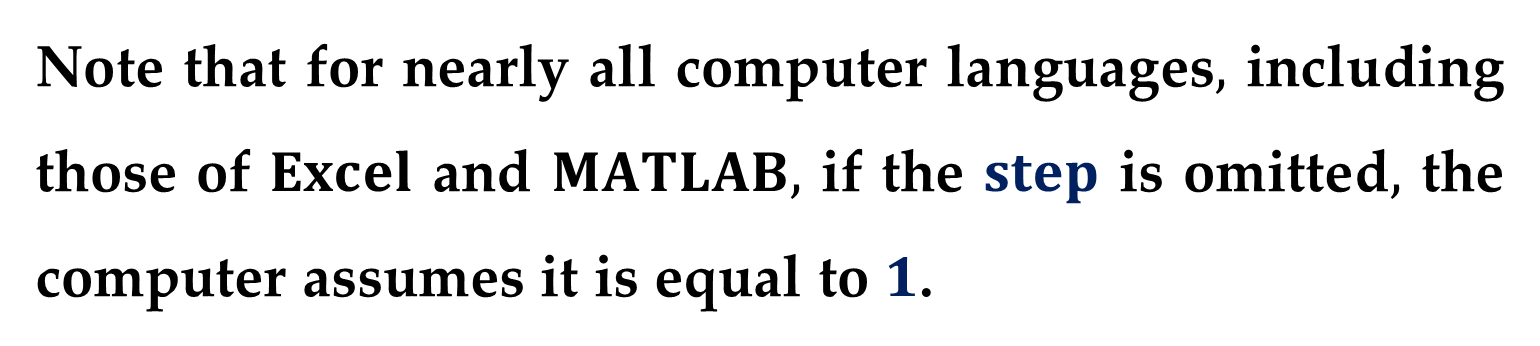 Note that for nearly all computer languages, including
those of Excel and MATLAB, if the step is omitted, the
computer assumes it is equal to 1.